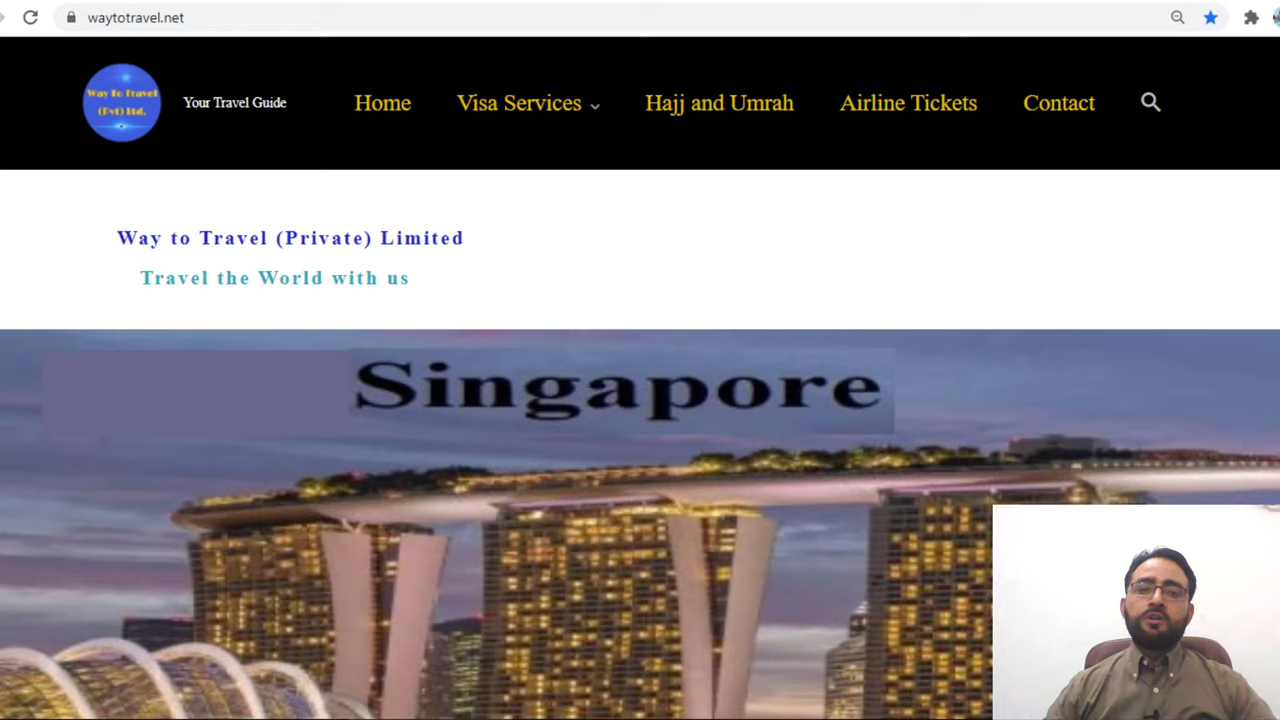 waytotravel.net
Way To Travel
(Pvt) Ltd.
Your Travel Guide
Home
Visa Services
Hajj and Umrah
Airline Tickets
Contact
Way to Travel (Private) Limited
Travel the World with us
Singapore